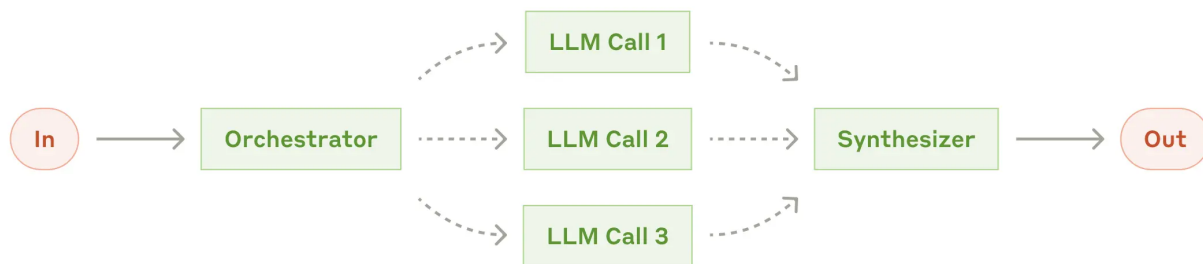 In
Orchestrator
LLM Call 1
LLM Call 2
LLM Call 3
Synthesizer
Out